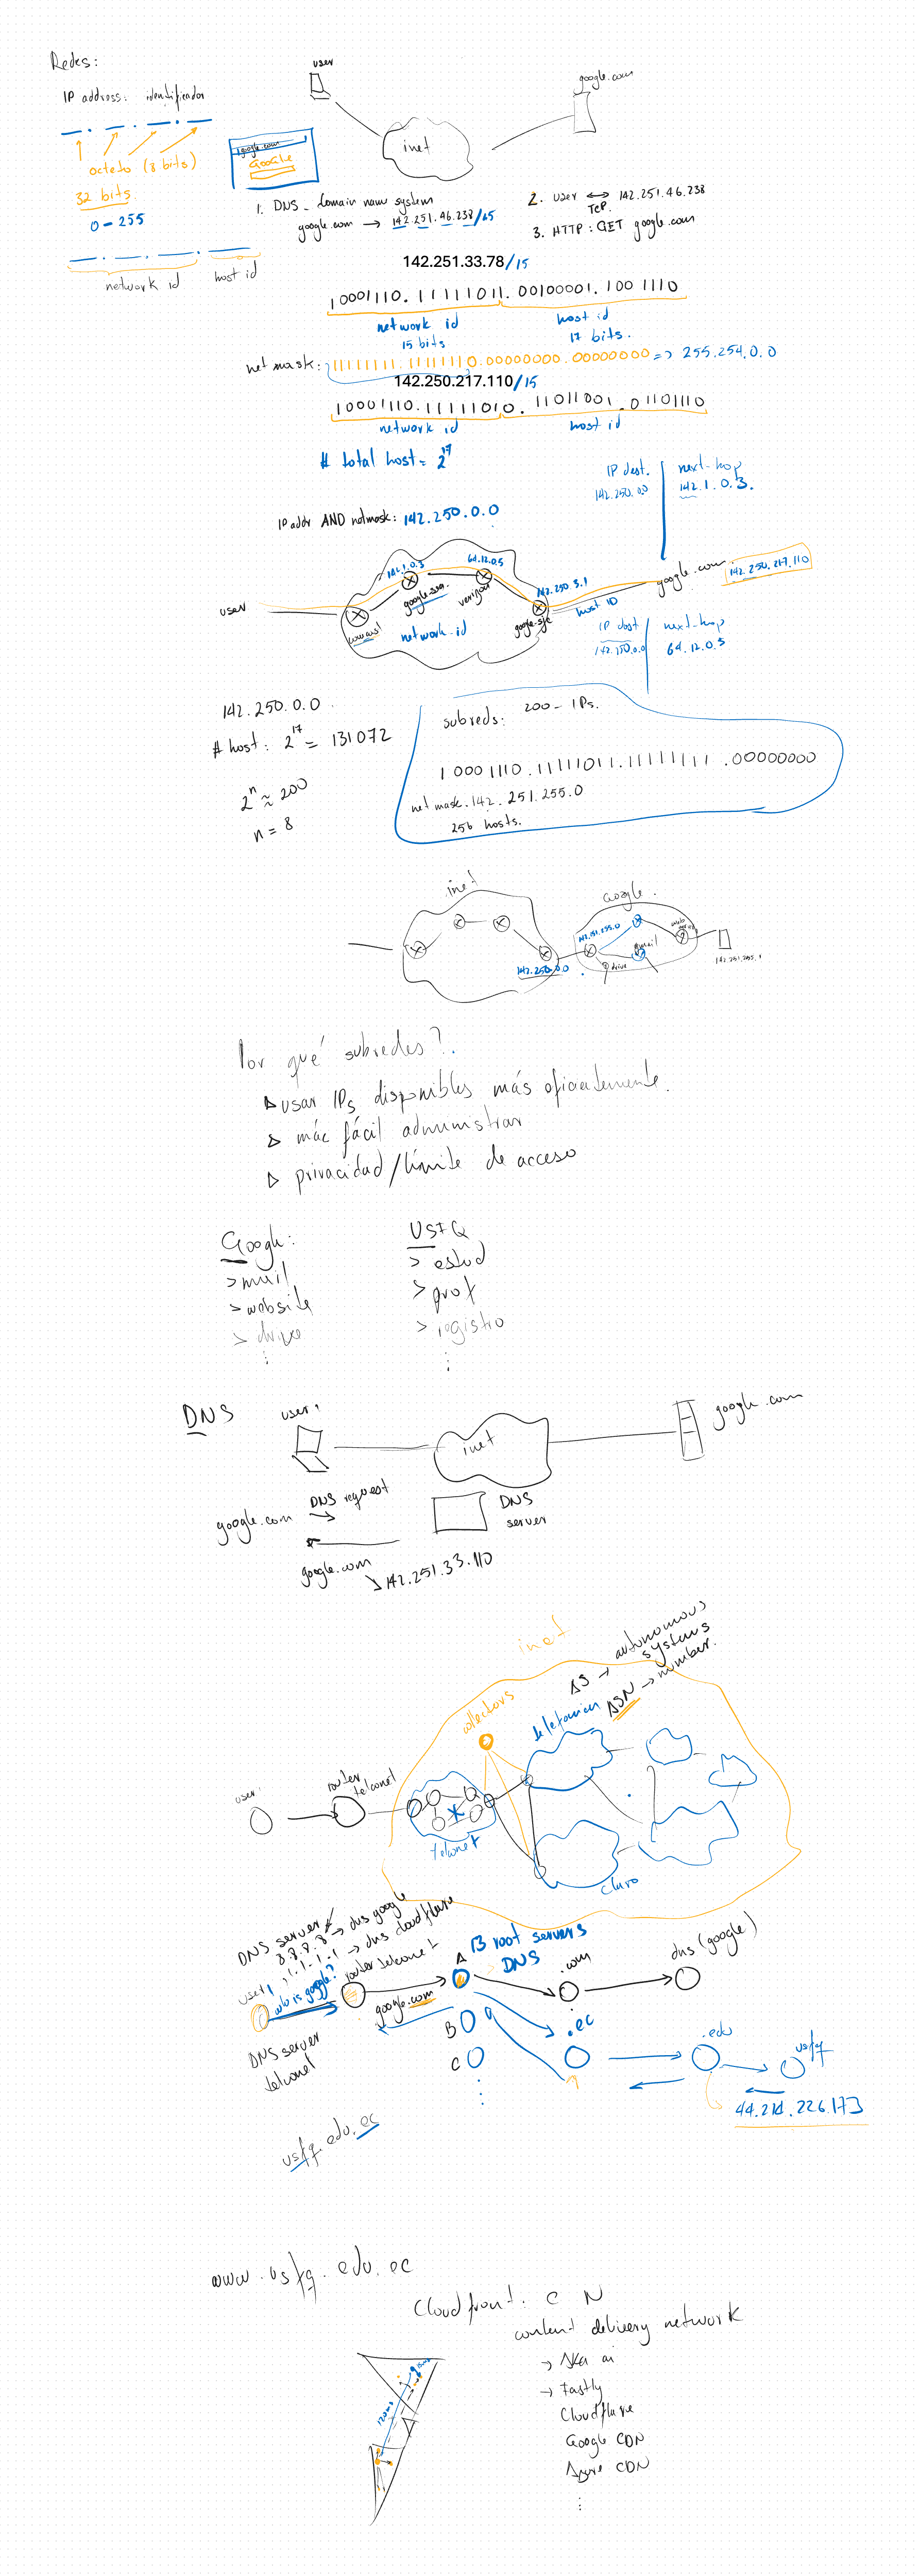 Redes:
IP address: identificador
octeto (8 bits)
32 bits
0-255
network id
host id
user
inet
google.com
google.com
GOOGLE
1. DNS - domain name system
google.com → 142.251.46.238/15
2. user ↔ 142.251.46.238
TCP
3. HTTP: GET google.com
142.251.33.78/15
10001110.11111011.00100001.1001110
network id
15 bits
host id
17 bits.
netmask: 11111111.11111110.00000000.00000000 => 255.254.0.0
142.250.217.110/15
10001110.11111010.11011001.01101110
network id
host id
# total host = 2^17
IP dest. next-hop
142.250.0.0 142.1.0.3.
IP addr AND netmask: 142.250.0.0
user
142.1.0.3
64.12.0.5
142.250.3.1
verizon
network-id
host ID
google.com
142.250.217.110
IP dest next-hop
142.250.0.0 64.12.0.5
142.250.0.0
# host: 2^17 = 131072
2^n ≈ 200
n = 8
subreds: 200 - IPs.
10001110.11111011.11111111.00000000
net mask. 142.251.255.0
256 hosts.
inet
Google.
142.251.255.0
142.250.0.0
gmail
drive
142.251.255.1
Por qué subredes?
▷ usar IPs disponibles más eficientemente.
▷ más fácil administrar
▷ privacidad/límite de acceso
Google:
> mail
> website
> drive
⋮
USFQ
> estud
> prof
> registro
⋮
DNS
user 1
inet
google.com
google.com
DNS request
→
DNS server
google.com
142.251.33.110
inet
AS → autonomous systems
ASN → number.
collectors
telefonica
user
router telconet
telconet
claro
DNS server
8.8.8.8 → dns google
1.1.1.1 → dns cloudflare
user 1
who is google?
router telconet
A
13 root servers
DNS
.com
dns (google)
google.com
B
C
⋮
.ec
.edu
usfq
44.214.226.173
DNS server
telconet
usfq.edu.ec
www.usfq.edu.ec
Cloudfront: C N
content delivery network
→ Aka ai
→ Fastly
Cloudflare
Google CDN
Azure CDN
⋮
120ms